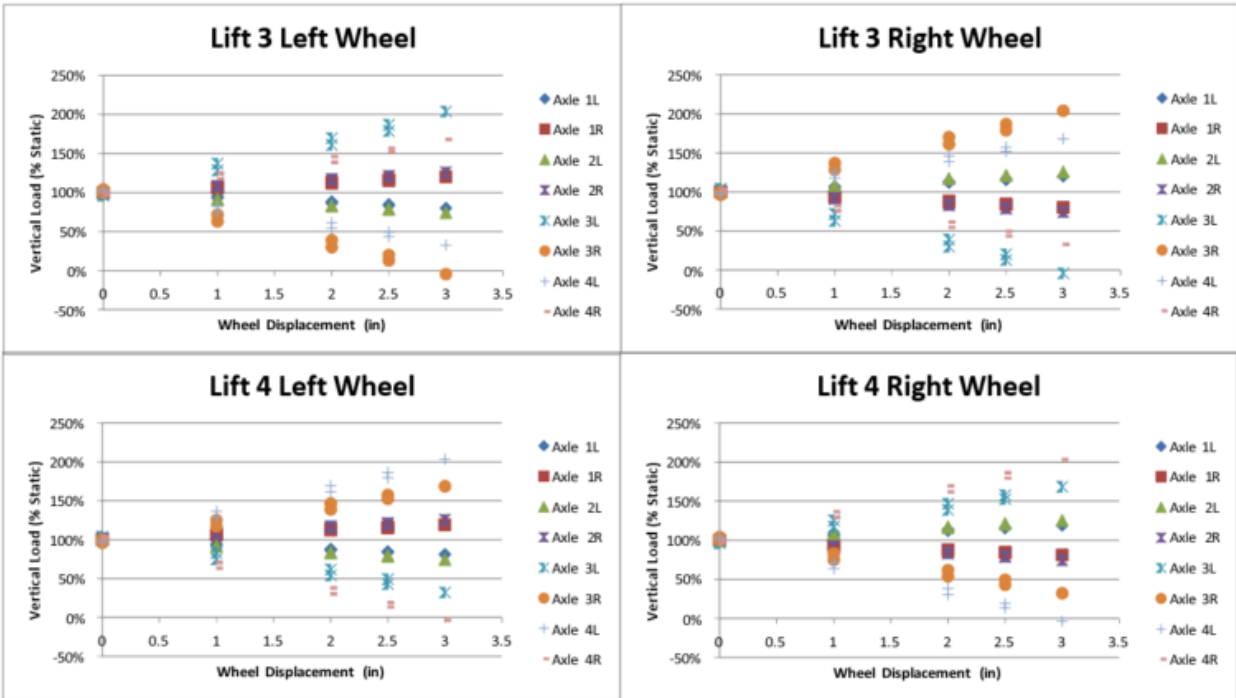 Lift 3 Left Wheel
250%
200%
150%
100%
50%
0%
-50%
0 0.5 1 1.5 2 2.5 3 3.5
Vertical Load (% Static)
Wheel Displacement (in)
Axle 1L
Axle 1R
Axle 2L
Axle 2R
Axle 3L
Axle 3R
Axle 4L
Axle 4R
Lift 3 Right Wheel
250%
200%
150%
100%
50%
0%
-50%
0 0.5 1 1.5 2 2.5 3 3.5
Vertical Load (% Static)
Wheel Displacement (in)
Axle 1L
Axle 1R
Axle 2L
Axle 2R
Axle 3L
Axle 3R
Axle 4L
Axle 4R
Lift 4 Left Wheel
250%
200%
150%
100%
50%
0%
-50%
0 0.5 1 1.5 2 2.5 3 3.5
Vertical Load (% Static)
Wheel Displacement (in)
Axle 1L
Axle 1R
Axle 2L
Axle 2R
Axle 3L
Axle 3R
Axle 4L
Axle 4R
Lift 4 Right Wheel
250%
200%
150%
100%
50%
0%
-50%
0 0.5 1 1.5 2 2.5 3 3.5
Vertical Load (% Static)
Wheel Displacement (in)
Axle 1L
Axle 1R
Axle 2L
Axle 2R
Axle 3L
Axle 3R
Axle 4L
Axle 4R